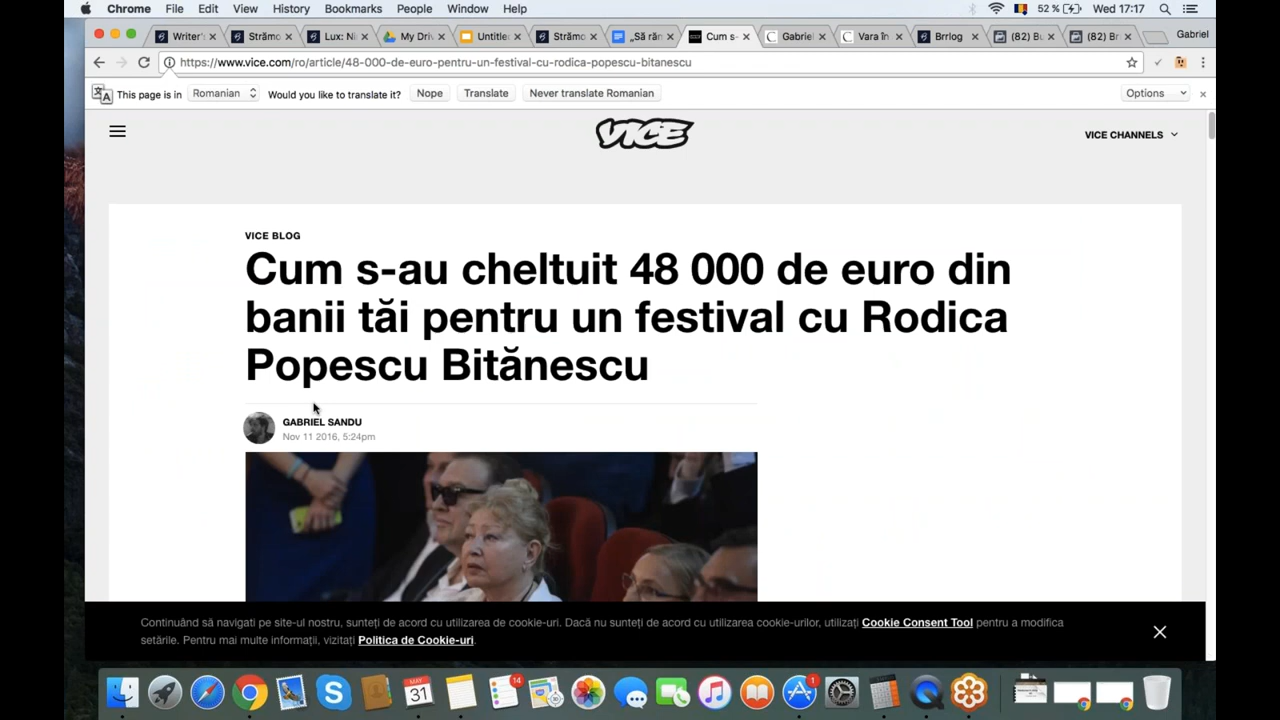 Chrome File Edit View History Bookmarks People Window Help 52 % Wed 17:17
Writer' Strămo Lux: Ni My Driv Untitle Strămo „Să răn Cum s- Gabriel Vara în Brrlog (82) Bu (82) Br Gabriel
https://www.vice.com/ro/article/48-000-de-euro-pentru-un-festival-cu-rodica-popescu-bitanescu
This page is in Romanian Would you like to translate it? Nope Translate Never translate Romanian Options
VICE
VICE CHANNELS
VICE BLOG
Cum s-au cheltuit 48 000 de euro din
banii tăi pentru un festival cu Rodica
Popescu Bitănescu
GABRIEL SANDU
Nov 11 2016, 5:24pm
Continuând să navigati pe site-ul nostru, sunteți de acord cu utilizarea de cookie-uri. Dacă nu sunteți de acord cu utilizarea cookie-urilor, utilizați Cookie Consent Tool pentru a modifica
setările. Pentru mai multe informații, vizitați Politica de Cookie-uri.
MAY
31
14
1